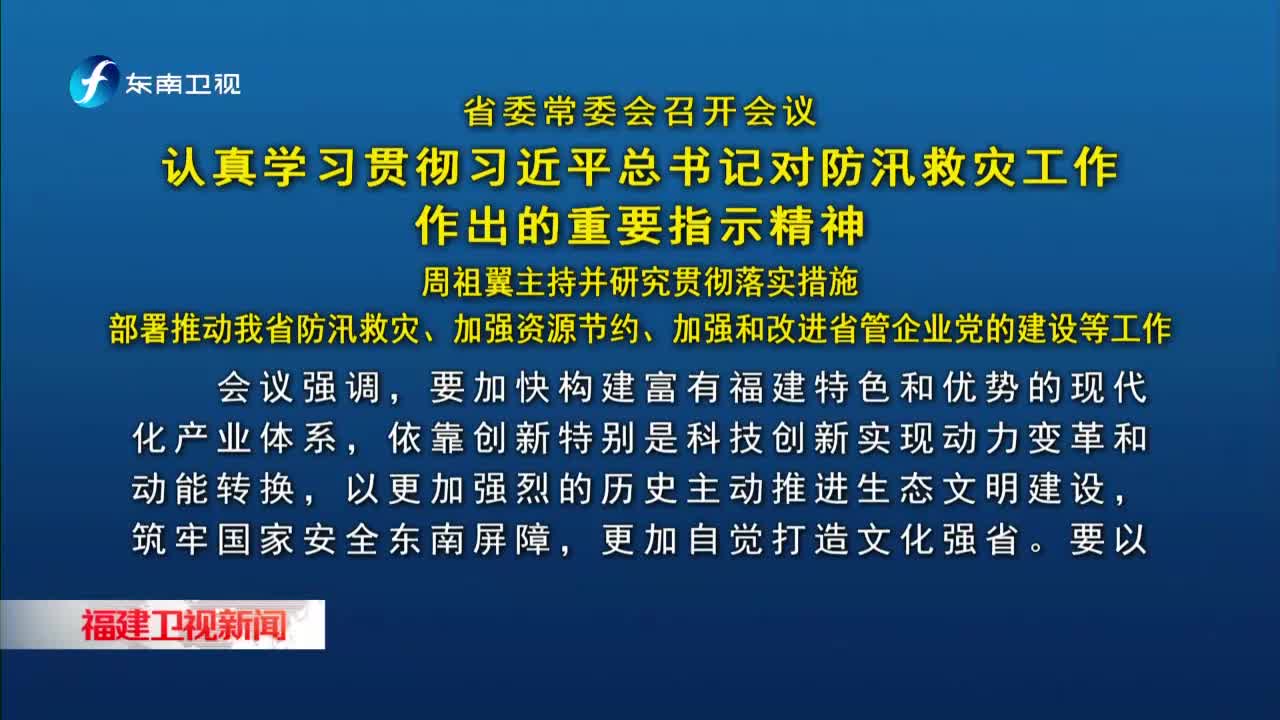 东南卫视
省委常委会召开会议
认真学习贯彻习近平总书记对防汛救灾工作
作出的重要指示精神
周祖翼主持并研究贯彻落实措施
部署推动我省防汛救灾、加强资源节约、加强和改进省管企业党的建设等工作
会议强调，要加快构建富有福建特色和优势的现代
化产业体系，依靠创新特别是科技创新实现动力变革和
动能转换，以更加强烈的历史主动推进生态文明建设，
筑牢国家安全东南屏障，更加自觉打造文化强省。要以
福建卫视新闻